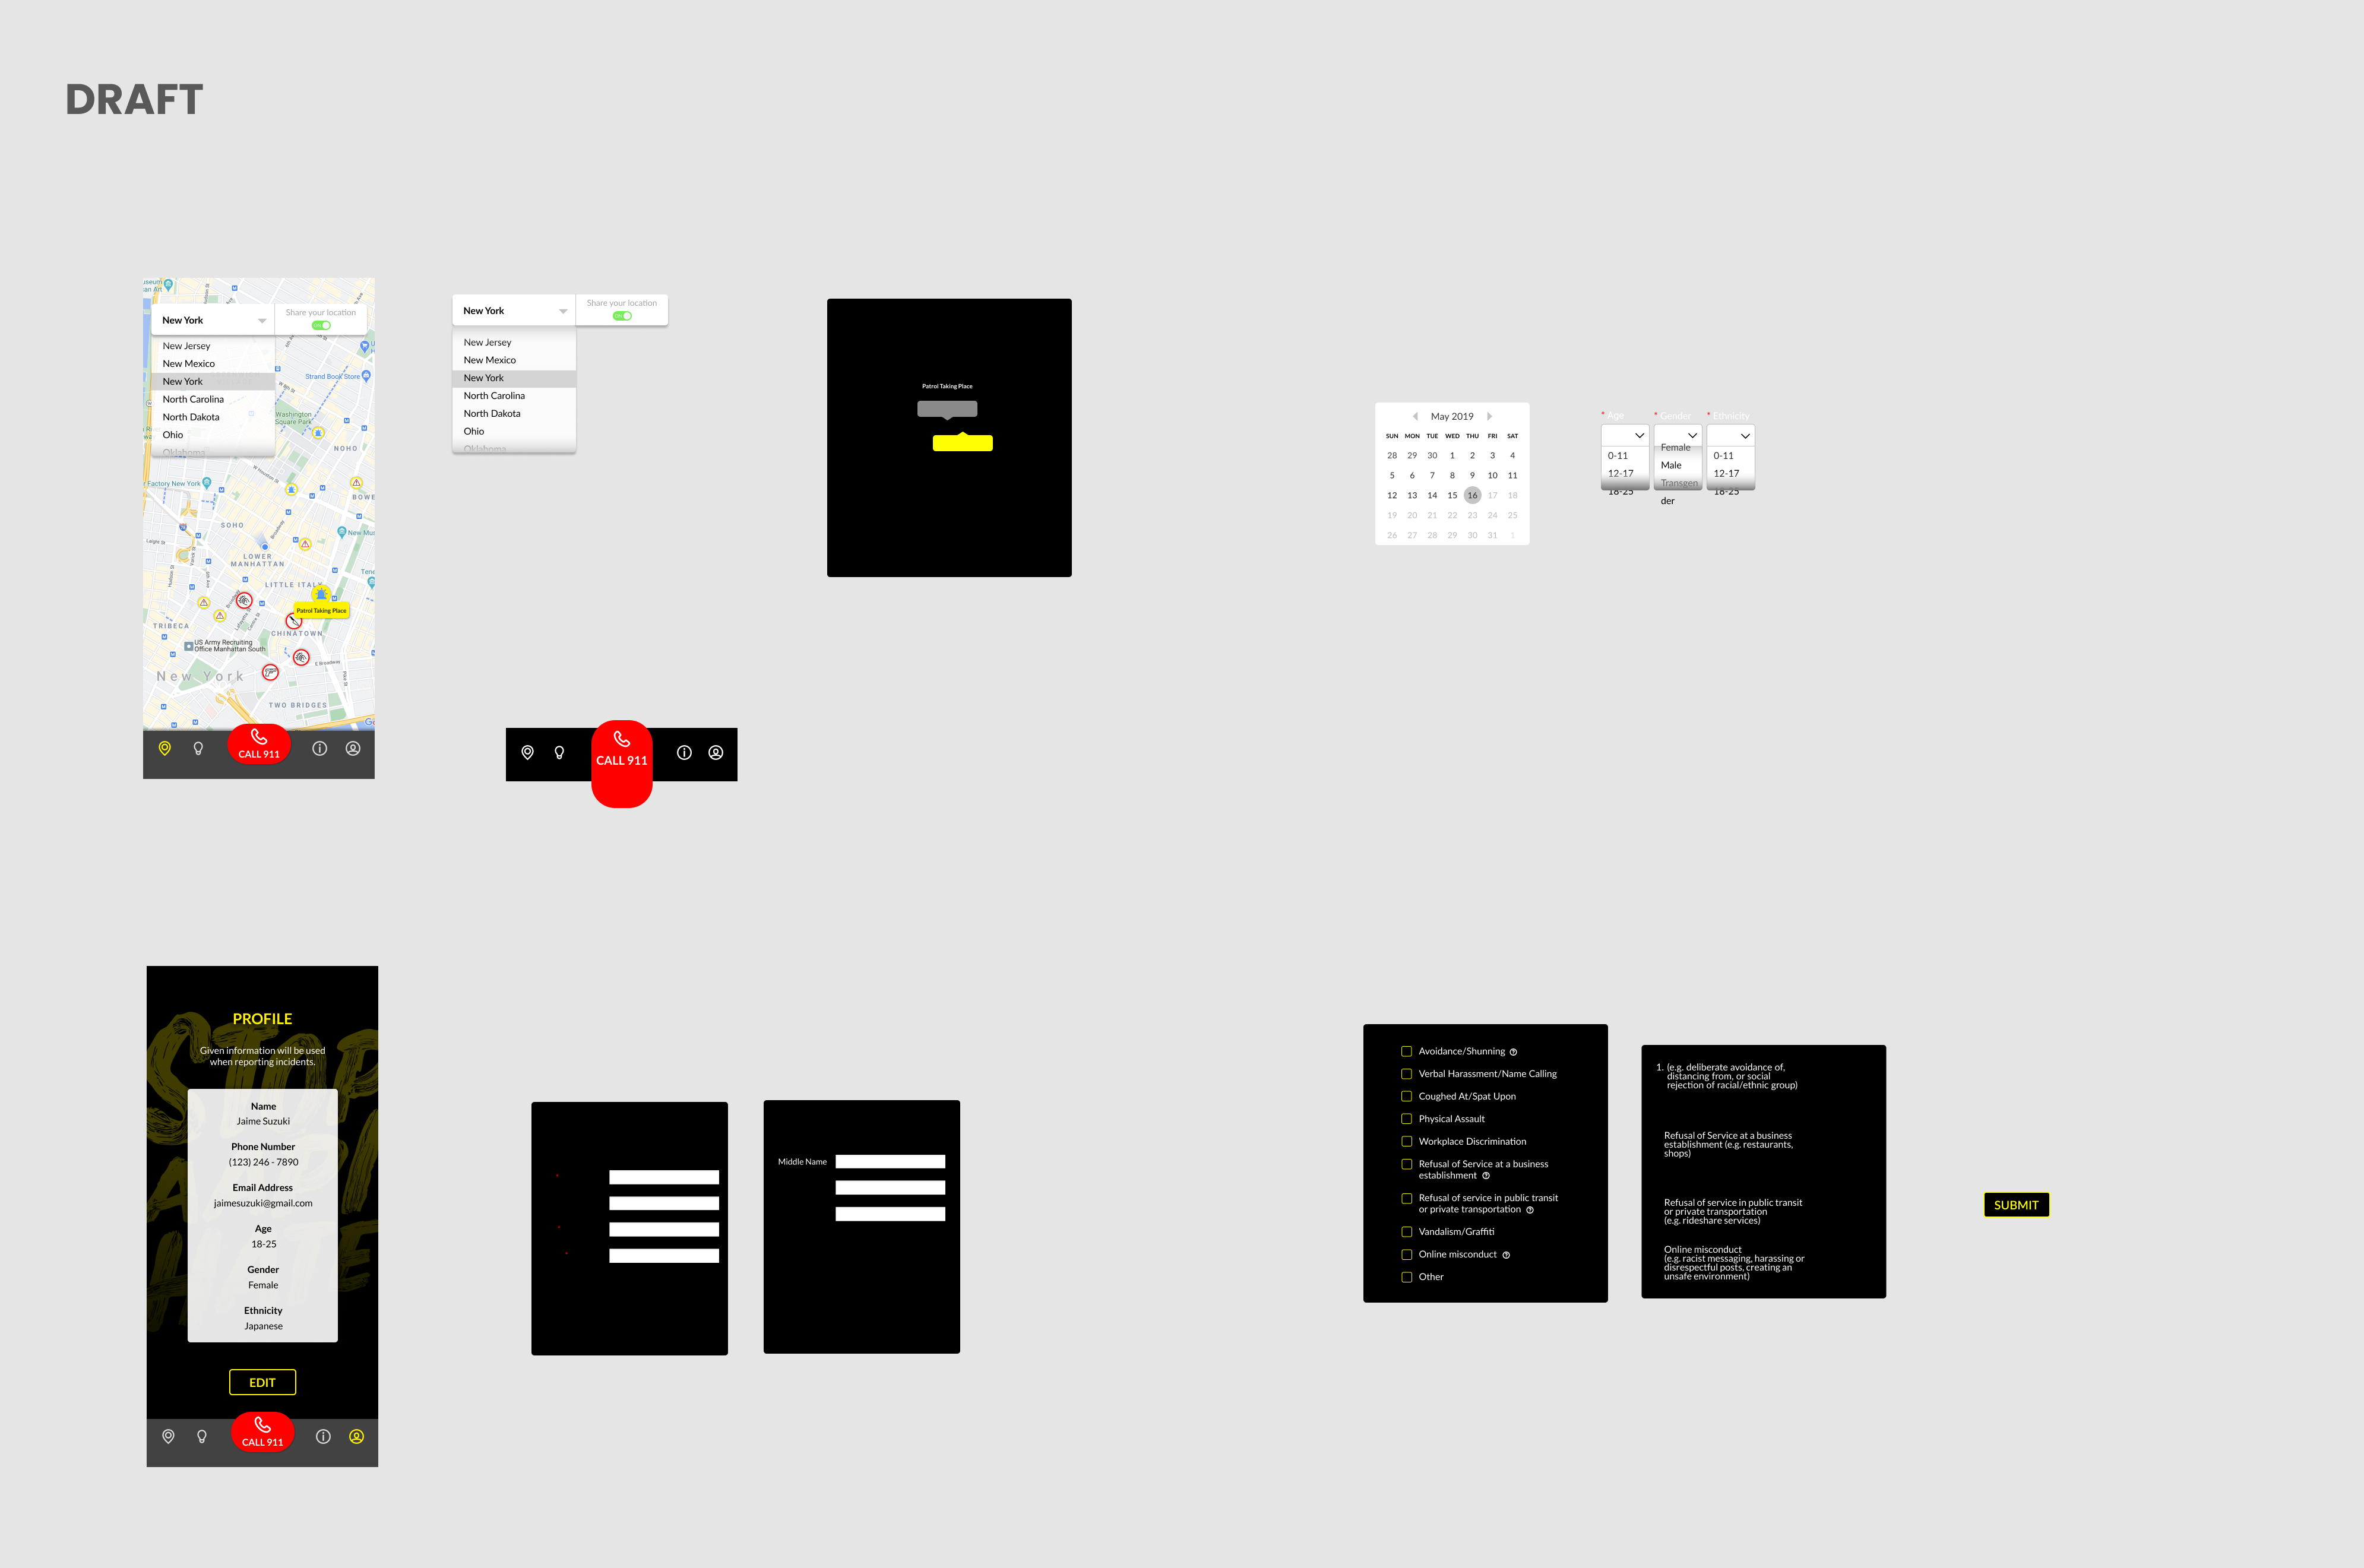 DRAFT
New York
Share your location
ON
New Jersey
New Mexico
New York
North Carolina
North Dakota
Ohio
Oklahoma
Strand Book Store
Washington
Square Park
NOHO
Factory New York
BOWE
SOHO
New Mus
LOWER
MANHATTAN
LITTLE ITALY
Tene
Patrol Taking Place
TRIBECA
CHINATOWN
US Army Recruiting
Office Manhattan South
E Broadway
New York
TWO BRIDGES
CALL 911
New York
Share your location
ON
New Jersey
New Mexico
New York
North Carolina
North Dakota
Ohio
Oklahoma
CALL 911
Patrol Taking Place
May 2019
SUN MON TUE WED THU FRI SAT
28 29 30 1 2 3 4
5 6 7 8 9 10 11
12 13 14 15 16 17 18
19 20 21 22 23 24 25
26 27 28 29 30 31 1
* Age * Gender * Ethnicity
0-11
12-17
18-25
Female
Male
Transgen
der
0-11
12-17
18-25
STOP
HATE
PROFILE
Given information will be used
when reporting incidents.
Name
Jaime Suzuki
Phone Number
(123) 246 - 7890
Email Address
jaimesuzuki@gmail.com
Age
18-25
Gender
Female
Ethnicity
Japanese
EDIT
CALL 911
*
*
*
Middle Name
Avoidance/Shunning
Verbal Harassment/Name Calling
Coughed At/Spat Upon
Physical Assault
Workplace Discrimination
Refusal of Service at a business
establishment
Refusal of service in public transit
or private transportation
Vandalism/Graffiti
Online misconduct
Other
1. (e.g. deliberate avoidance of,
distancing from, or social
rejection of racial/ethnic group)
Refusal of Service at a business
establishment (e.g. restaurants,
shops)
Refusal of service in public transit
or private transportation
(e.g. rideshare services)
Online misconduct
(e.g. racist messaging, harassing or
disrespectful posts, creating an
unsafe environment)
SUBMIT